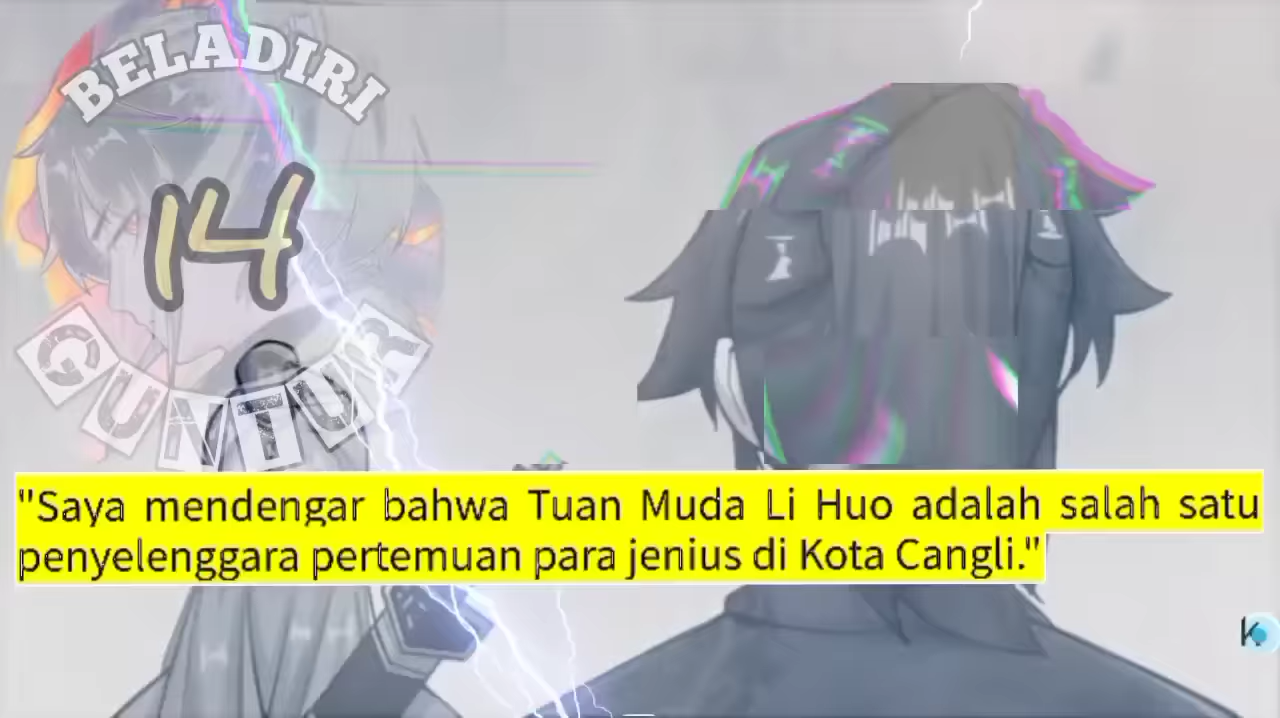 BELADIRI
14
GUNTUR
"Saya mendengar bahwa Tuan Muda Li Huo adalah salah satu
penyelenggara pertemuan para jenius di Kota Cangli."
K